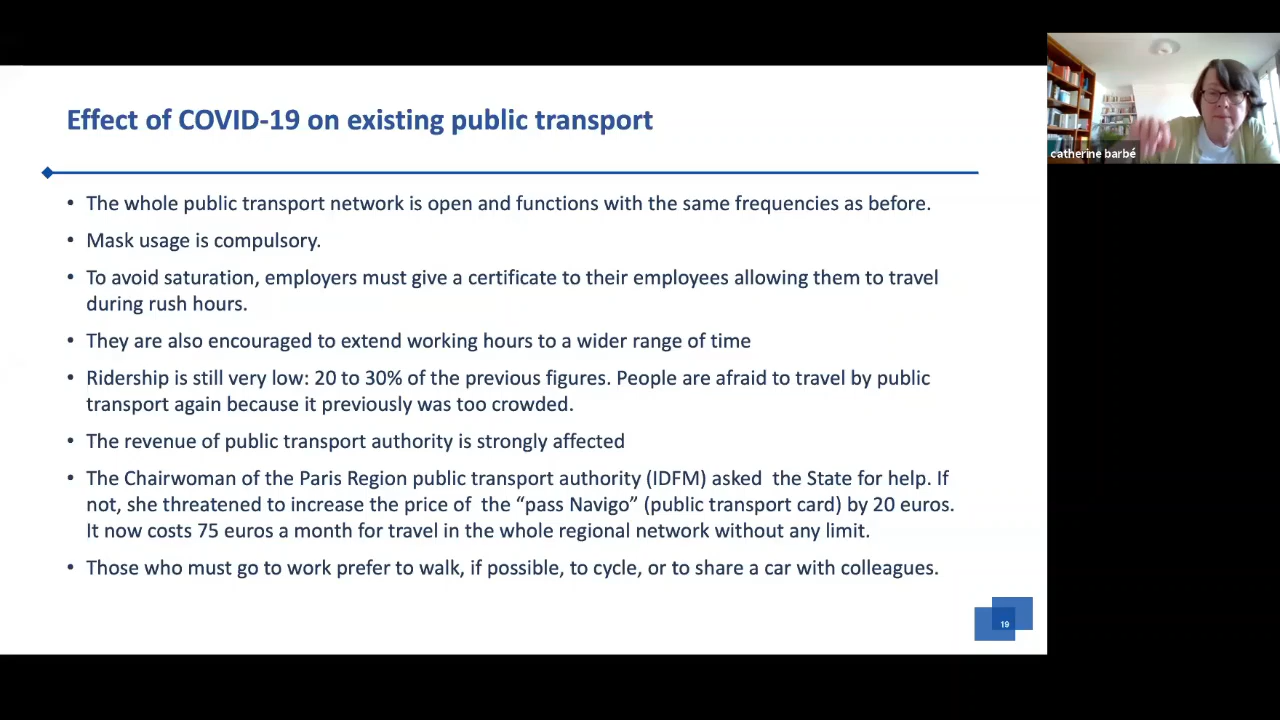 Effect of COVID-19 on existing public transport
• The whole public transport network is open and functions with the same frequencies as before.
• Mask usage is compulsory.
• To avoid saturation, employers must give a certificate to their employees allowing them to travel
during rush hours.
• They are also encouraged to extend working hours to a wider range of time
• Ridership is still very low: 20 to 30% of the previous figures. People are afraid to travel by public
transport again because it previously was too crowded.
• The revenue of public transport authority is strongly affected
• The Chairwoman of the Paris Region public transport authority (IDFM) asked  the State for help. If
not, she threatened to increase the price of  the “pass Navigo” (public transport card) by 20 euros.
It now costs 75 euros a month for travel in the whole regional network without any limit.
• Those who must go to work prefer to walk, if possible, to cycle, or to share a car with colleagues.
19
catherine barbé